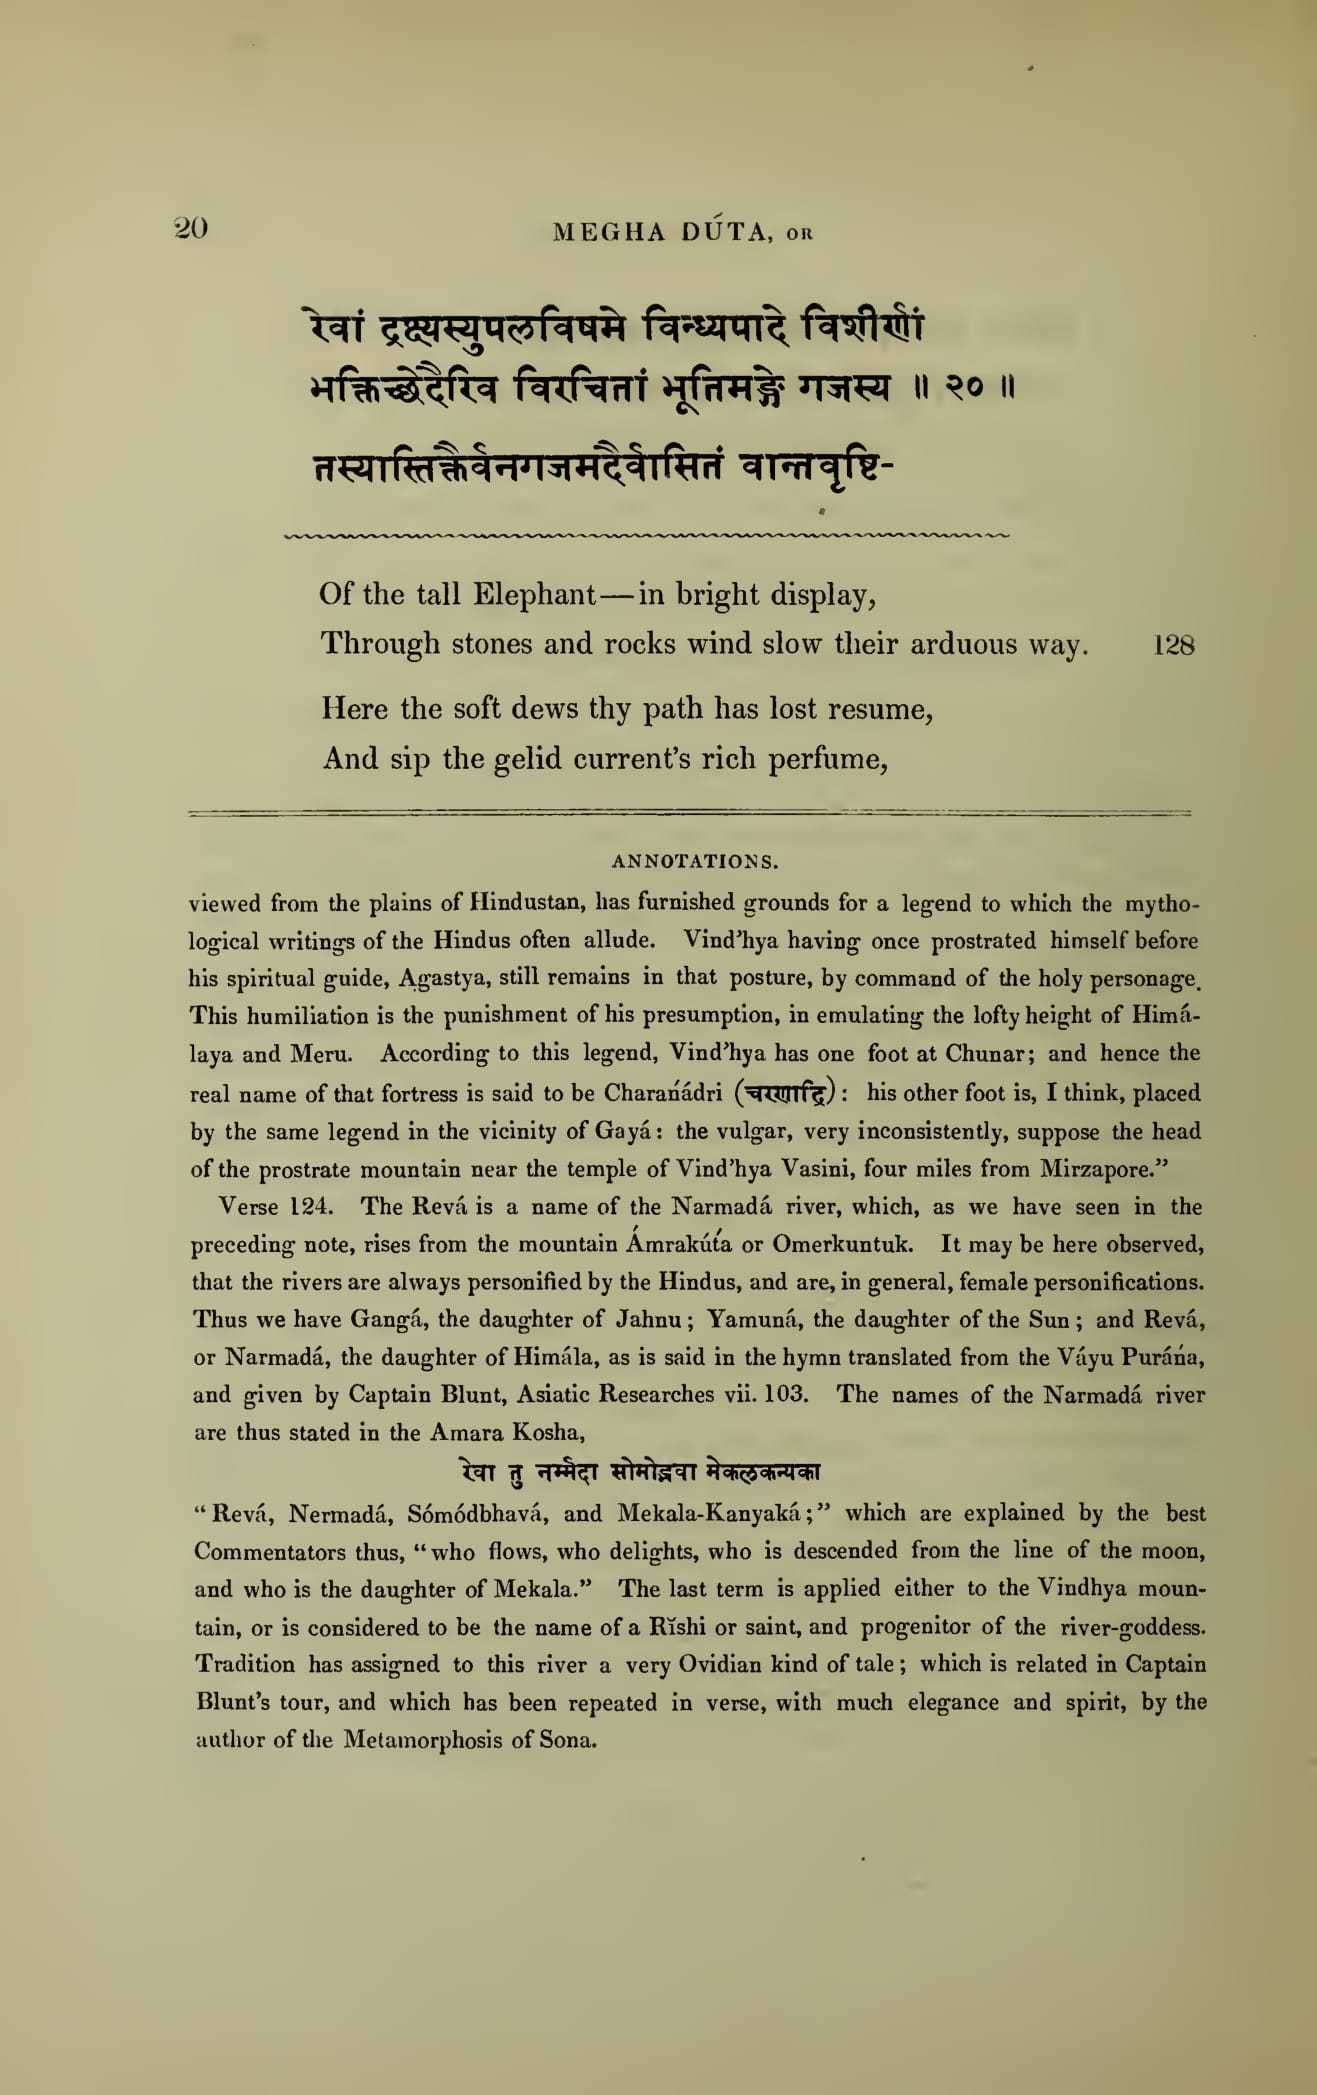 20
MEGHA DÚTA, OR
रेवां द्रक्ष्यस्युपलविषमे विन्ध्यपादे विशीर्णां
भक्तिच्छेदैरिव विरचितां भूतिमङ्गे गजस्य ॥ २० ॥
तस्यास्तिक्तैर्वनगजमदैर्वासितं वान्तवृष्टि-
Of the tall Elephant—in bright display,
Through stones and rocks wind slow their arduous way. 128
Here the soft dews thy path has lost resume,
And sip the gelid current's rich perfume,
ANNOTATIONS.
viewed from the plains of Hindustan, has furnished grounds for a legend to which the mytho-
logical writings of the Hindus often allude. Vind'hya having once prostrated himself before
his spiritual guide, Agastya, still remains in that posture, by command of the holy personage.
This humiliation is the punishment of his presumption, in emulating the lofty height of Himá-
laya and Meru. According to this legend, Vind'hya has one foot at Chunar; and hence the
real name of that fortress is said to be Charańádri (चरणाद्रि): his other foot is, I think, placed
by the same legend in the vicinity of Gayá: the vulgar, very inconsistently, suppose the head
of the prostrate mountain near the temple of Vind'hya Vasini, four miles from Mirzapore."
Verse 124. The Revá is a name of the Narmadá river, which, as we have seen in the
preceding note, rises from the mountain Ámrakút́a or Omerkuntuk. It may be here observed,
that the rivers are always personified by the Hindus, and are, in general, female personifications.
Thus we have Gangá, the daughter of Jahnu; Yamuná, the daughter of the Sun; and Revá,
or Narmadá, the daughter of Himála, as is said in the hymn translated from the Váyu Puráńa,
and given by Captain Blunt, Asiatic Researches vii. 103. The names of the Narmadá river
are thus stated in the Amara Kosha,
रेवा तु नर्म्मदा सोमोद्भवा मेकलकन्यका
"Revá, Nermadá, Sómódbhavá, and Mekala-Kanyaká;" which are explained by the best
Commentators thus, "who flows, who delights, who is descended from the line of the moon,
and who is the daughter of Mekala." The last term is applied either to the Vindhya moun-
tain, or is considered to be the name of a Rĭshi or saint, and progenitor of the river-goddess.
Tradition has assigned to this river a very Ovidian kind of tale; which is related in Captain
Blunt's tour, and which has been repeated in verse, with much elegance and spirit, by the
author of the Metamorphosis of Sona.